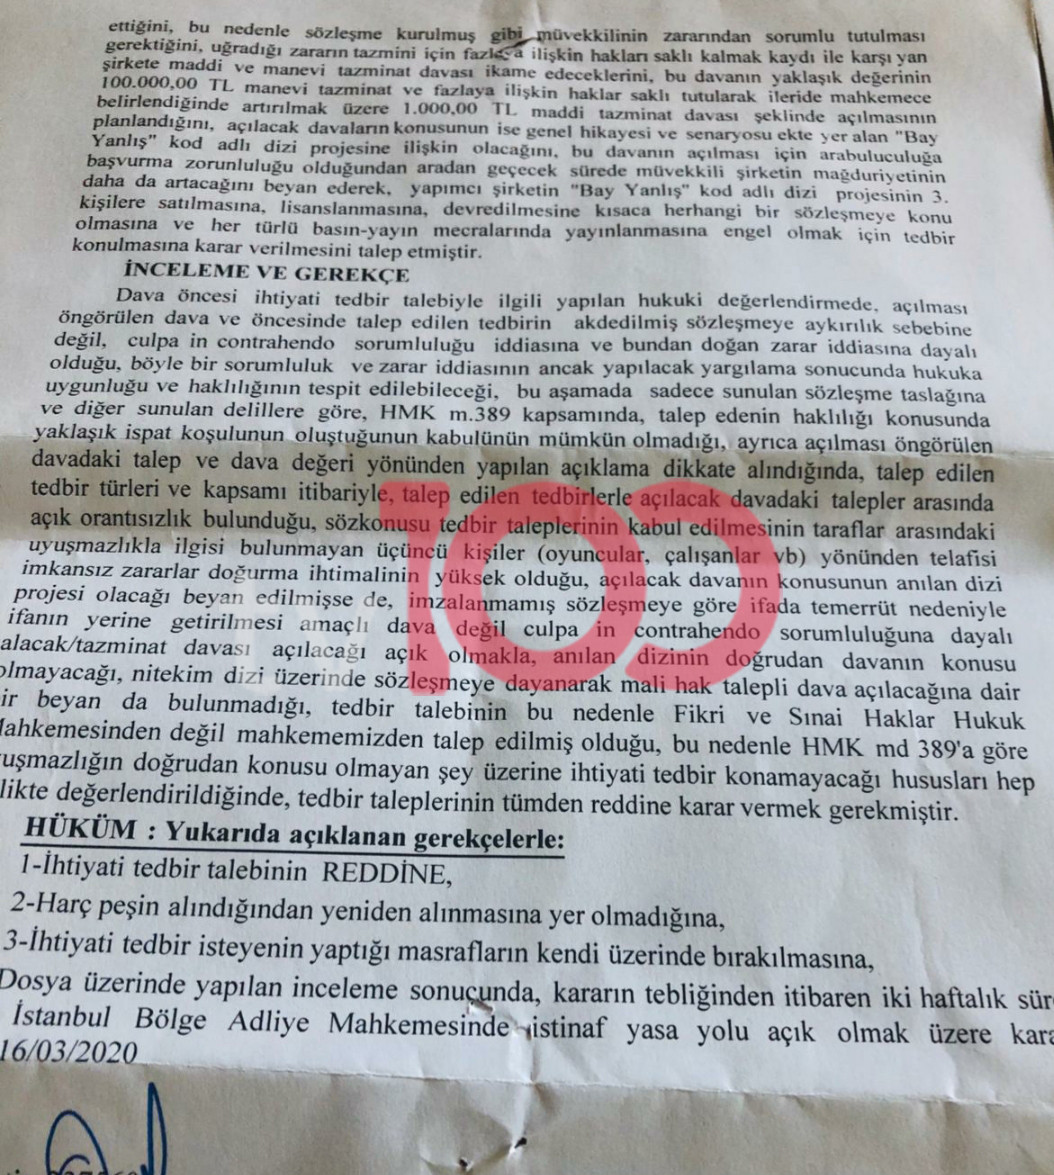 ettiğini, bu nedenle sözleşme kurulmuş gibi müvekkilinin zararından sorumlu tutulması
gerektiğini, uğradığı zararın tazmini için fazlaya ilişkin hakları saklı kalmak kaydı ile karşı yan
şirkete maddi ve manevi tazminat davası ikame edeceklerini, bu davanın yaklaşık değerinin
100.000,00 TL manevi tazminat ve fazlaya ilişkin haklar saklı tutularak ileride mahkemece
belirlendiğinde artırılmak üzere 1.000,00 TL maddi tazminat davası şeklinde açılmasının
planlandığını, açılacak davaların konusunun ise genel hikayesi ve senaryosu ekte yer alan "Bay
Yanlış" kod adlı dizi projesine ilişkin olacağını, bu davanın açılması için arabuluculuğa
başvurma zorunluluğu olduğundan aradan geçecek sürede müvekkili şirketin mağduriyetinin
daha da artacağını beyan ederek, yapımcı şirketin "Bay Yanlış" kod adlı dizi projesinin 3.
kişilere satılmasına, lisanslanmasına, devredilmesine kısaca herhangi bir sözleşmeye konu
olmasına ve her türlü basın-yayın mecralarında yayınlanmasına engel olmak için tedbir
konulmasına karar verilmesini talep etmiştir.
İNCELEME VE GEREKÇE
Dava öncesi ihtiyati tedbir talebiyle ilgili yapılan hukuki değerlendirmede, açılması
öngörülen dava ve öncesinde talep edilen tedbirin akdedilmiş sözleşmeye aykırılık sebebine
değil, culpa in contrahendo sorumluluğu iddiasına ve bundan doğan zarar iddiasına dayalı
olduğu, böyle bir sorumluluk ve zarar iddiasının ancak yapılacak yargılama sonucunda hukuka
uygunluğu ve haklılığının tespit edilebileceği, bu aşamada sadece sunulan sözleşme taslağına
ve diğer sunulan delillere göre, HMK m.389 kapsamında, talep edenin haklılığı konusunda
yaklaşık ispat koşulunun oluştuğunun kabulünün mümkün olmadığı, ayrıca açılması öngörülen
davadaki talep ve dava değeri yönünden yapılan açıklama dikkate alındığında, talep edilen
tedbir türleri ve kapsamı itibariyle, talep edilen tedbirlerle açılacak davadaki talepler arasında
açık orantısızlık bulunduğu, sözkonusu tedbir taleplerinin kabul edilmesinin taraflar arasındaki
uyuşmazlıkla ilgisi bulunmayan üçüncü kişiler (oyuncular, çalışanlar vb) yönünden telafisi
imkansız zararlar doğurma ihtimalinin yüksek olduğu, açılacak davanın konusunun anılan dizi
projesi olacağı beyan edilmişse de, imzalanmamış sözleşmeye göre ifada temerrüt nedeniyle
ifanın yerine getirilmesi amaçlı dava değil culpa in contrahendo sorumluluğuna dayalı
alacak/tazminat davası açılacağı açık olmakla, anılan dizinin doğrudan davanın konusu
olmayacağı, nitekim dizi üzerinde sözleşmeye dayanarak mali hak talepli dava açılacağına dair
ir beyan da bulunmadığı, tedbir talebinin bu nedenle Fikri ve Sınai Haklar Hukuk
Mahkemesinden değil mahkememizden talep edilmiş olduğu, bu nedenle HMK md 389'a göre
uşmazlığın doğrudan konusu olmayan şey üzerine ihtiyati tedbir konamayacağı hususları hep
likte değerlendirildiğinde, tedbir taleplerinin tümden reddine karar vermek gerekmiştir.
HÜKÜM : Yukarıda açıklanan gerekçelerle:
1-İhtiyati tedbir talebinin REDDİNE,
2-Harç peşin alındığından yeniden alınmasına yer olmadığına,
3-İhtiyati tedbir isteyenin yaptığı masrafların kendi üzerinde bırakılmasına,
Dosya üzerinde yapılan inceleme sonucunda, kararın tebliğinden itibaren iki haftalık sür
İstanbul Bölge Adliye Mahkemesinde istinaf yasa yolu açık olmak üzere kara
16/03/2020